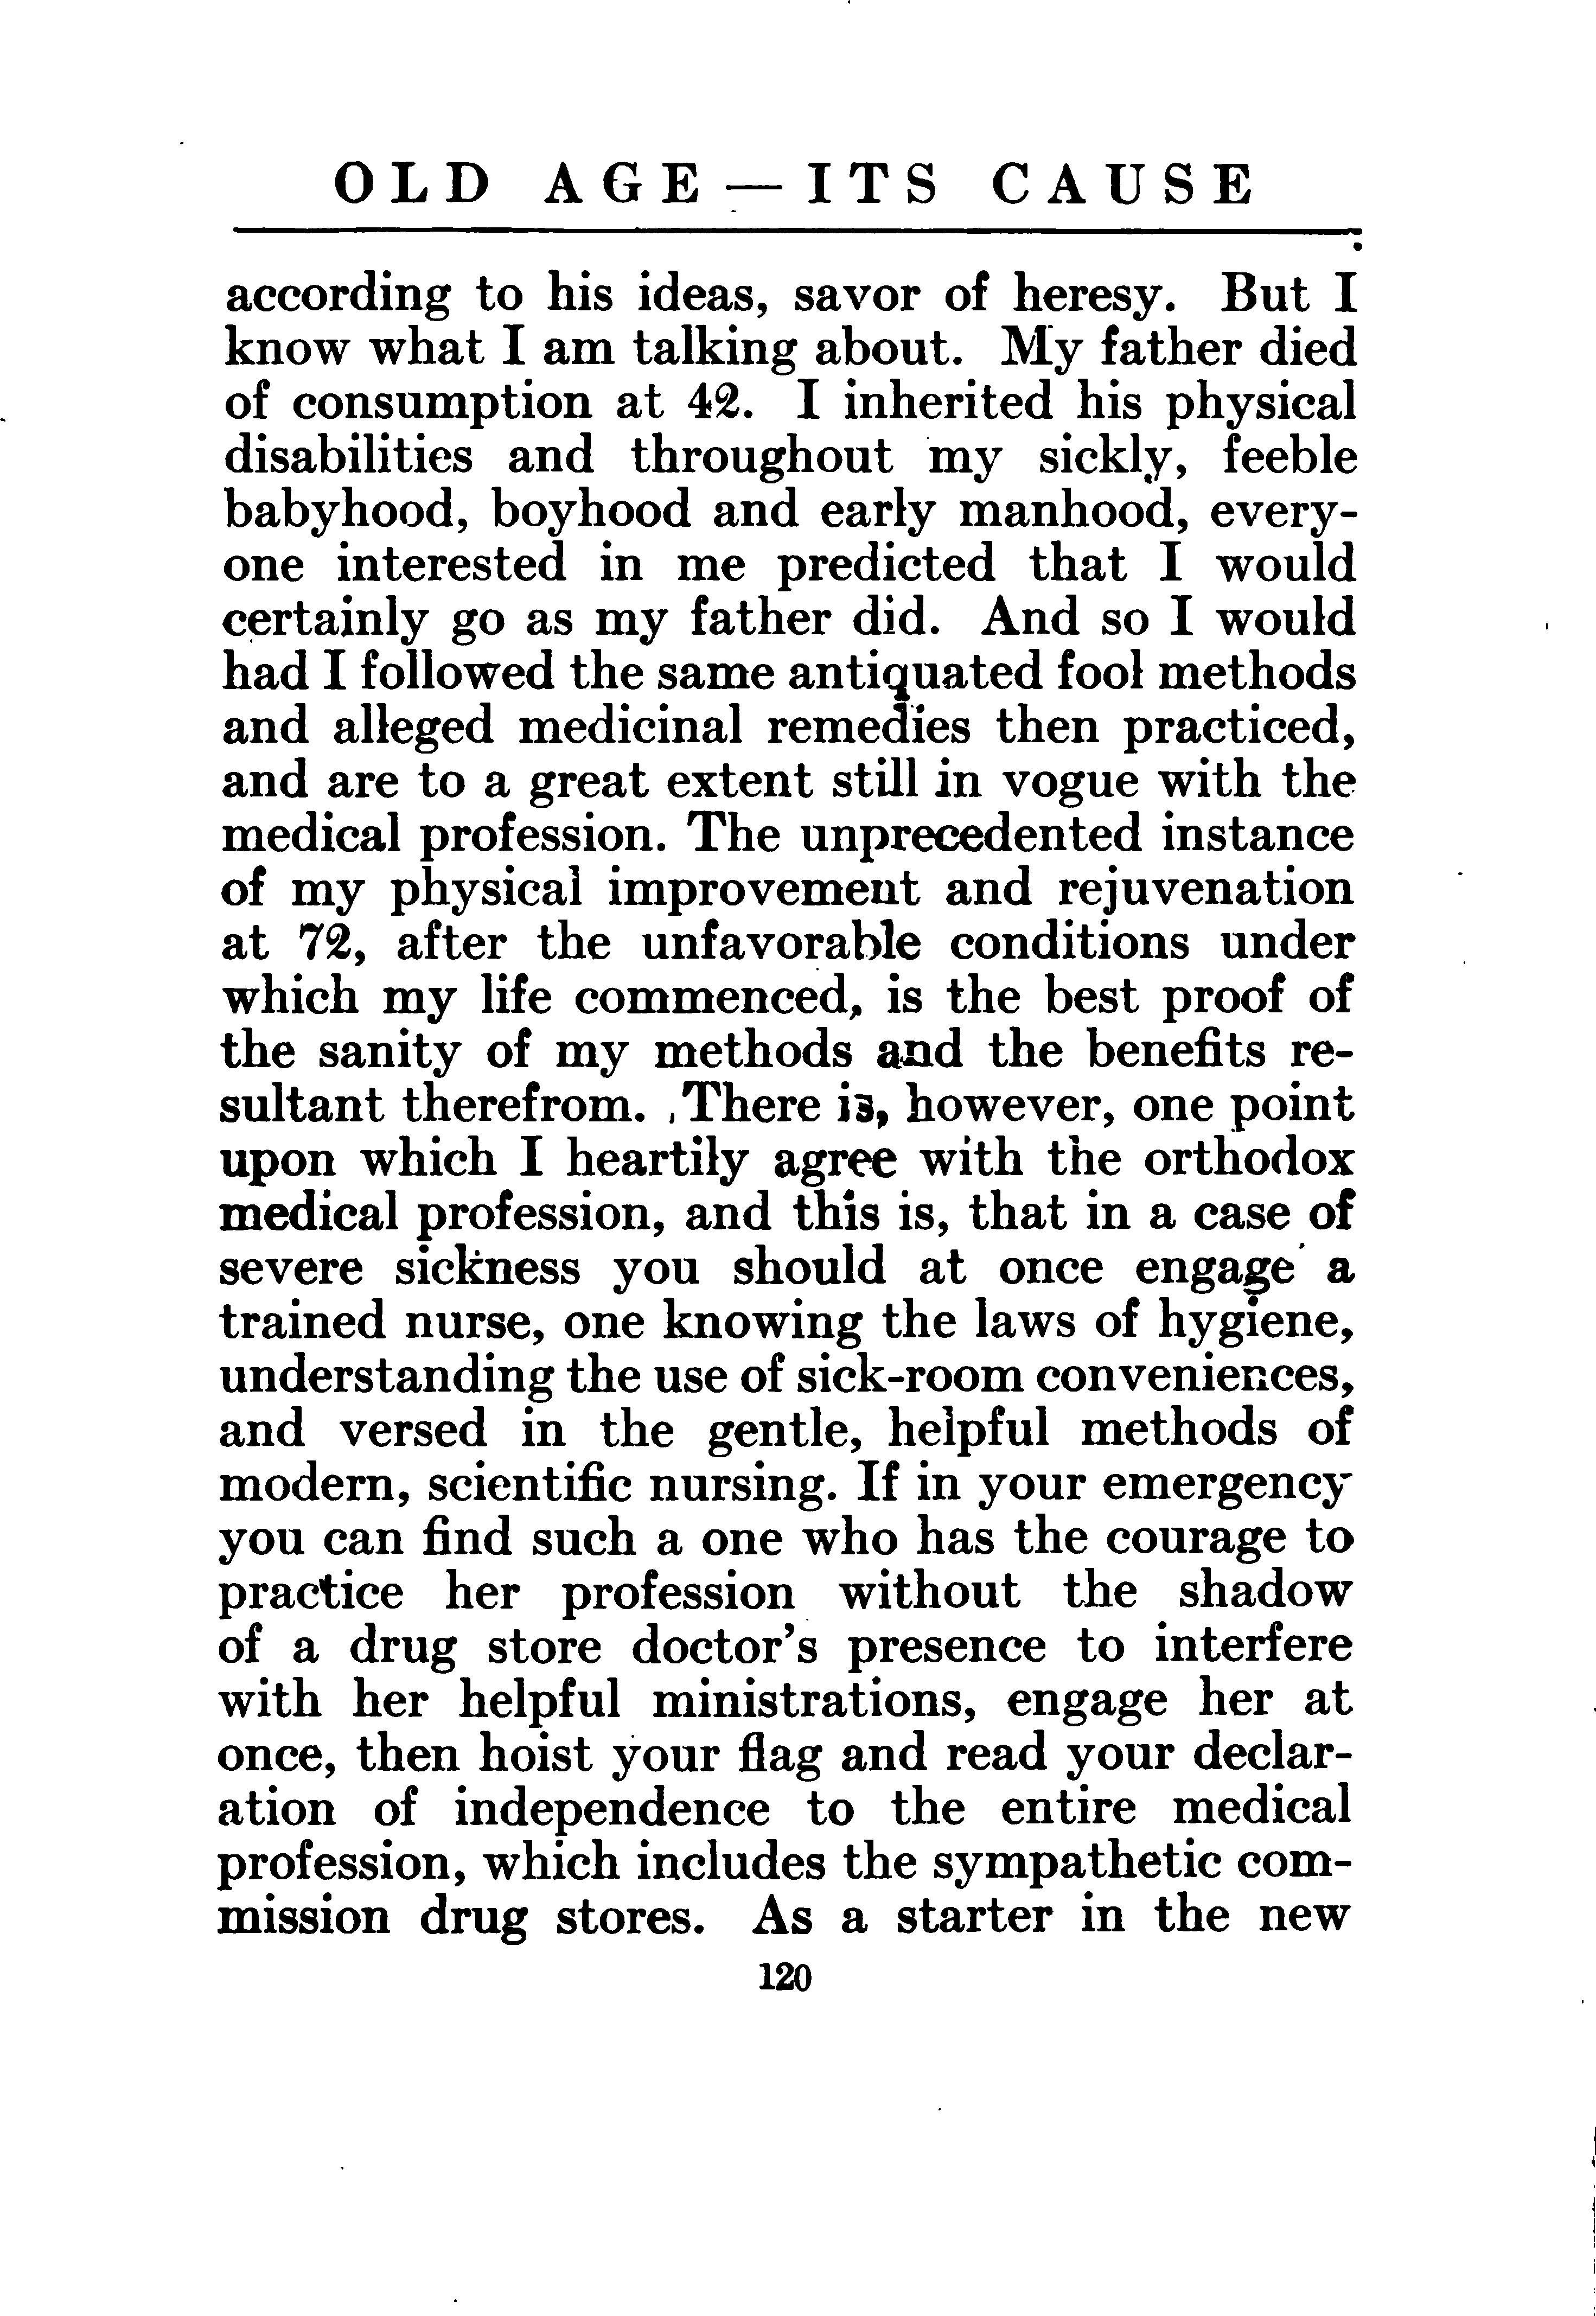 OLD AGE — ITS CAUSE
according to his ideas, savor of heresy. But I
know what I am talking about. My father died
of consumption at 42. I inherited his physical
disabilities and throughout my sickly, feeble
babyhood, boyhood and early manhood, every-
one interested in me predicted that I would
certainly go as my father did. And so I would
had I followed the same antiquated fool methods
and alleged medicinal remedies then practiced,
and are to a great extent still in vogue with the
medical profession. The unprecedented instance
of my physical improvement and rejuvenation
at 72, after the unfavorable conditions under
which my life commenced, is the best proof of
the sanity of my methods and the benefits re-
sultant therefrom. There is, however, one point
upon which I heartily agree with the orthodox
medical profession, and this is, that in a case of
severe sickness you should at once engage a
trained nurse, one knowing the laws of hygiene,
understanding the use of sick-room conveniences,
and versed in the gentle, helpful methods of
modern, scientific nursing. If in your emergency
you can find such a one who has the courage to
practice her profession without the shadow
of a drug store doctor's presence to interfere
with her helpful ministrations, engage her at
once, then hoist your flag and read your declar-
ation of independence to the entire medical
profession, which includes the sympathetic com-
mission drug stores. As a starter in the new
120